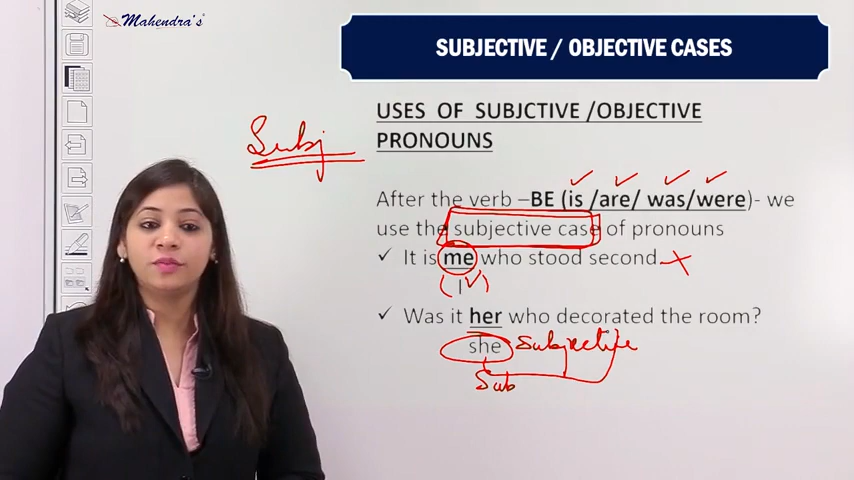 Mahendra's
SUBJECTIVE / OBJECTIVE CASES
USES OF SUBJCTIVE /OBJECTIVE
PRONOUNS
Subj
After the verb –BE (is /are/ was/were)- we
use the subjective case of pronouns
✓ It is me who stood second
(I)
✓ Was it her who decorated the room?
she Subjective
Sub